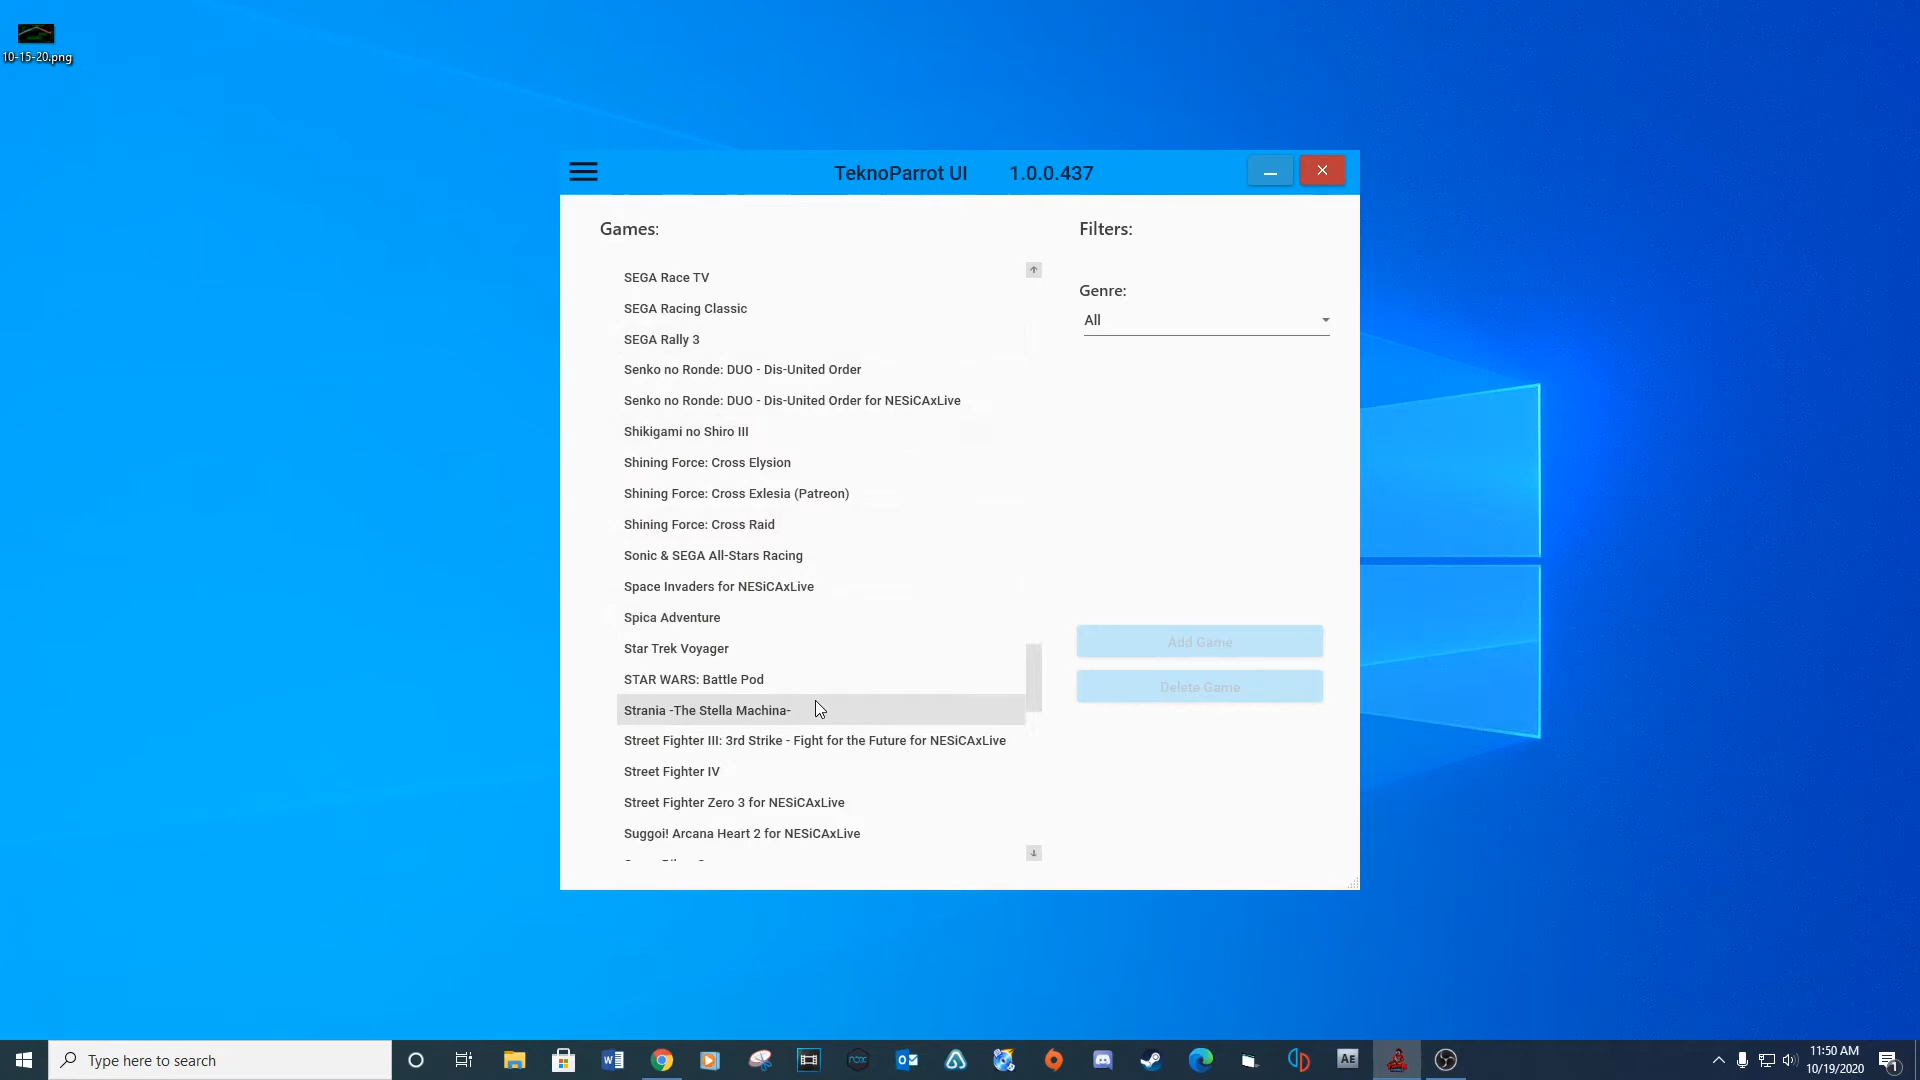 10-15-20.png
TeknoParrot UI 1.0.0.437
Games:
Filters:
SEGA Race TV
SEGA Racing Classic
SEGA Rally 3
Senko no Ronde: DUO - Dis-United Order
Senko no Ronde: DUO - Dis-United Order for NESiCAxLive
Shikigami no Shiro III
Shining Force: Cross Elysion
Shining Force: Cross Exlesia (Patreon)
Shining Force: Cross Raid
Sonic & SEGA All-Stars Racing
Space Invaders for NESiCAxLive
Spica Adventure
Star Trek Voyager
STAR WARS: Battle Pod
Strania -The Stella Machina-
Street Fighter III: 3rd Strike - Fight for the Future for NESiCAxLive
Street Fighter IV
Street Fighter Zero 3 for NESiCAxLive
Suggoi! Arcana Heart 2 for NESiCAxLive
Genre:
All
Add Game
Delete Game
Type here to search
AE
11:50 AM
10/19/2020
1